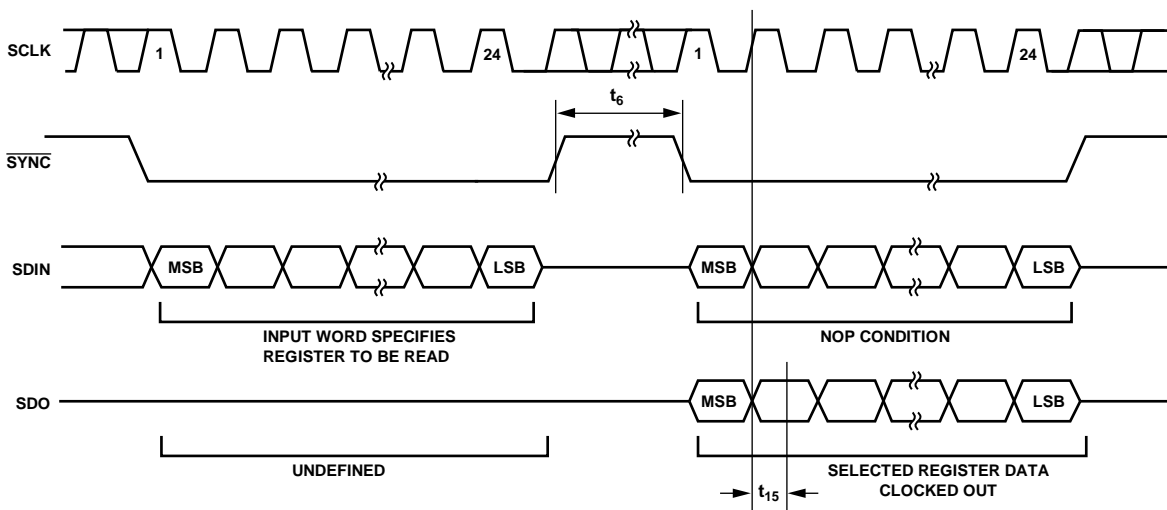 SCLK
1
24
1
24
t6
SYNC
SDIN
MSB
LSB
MSB
LSB
INPUT WORD SPECIFIES
REGISTER TO BE READ
NOP CONDITION
SDO
MSB
LSB
UNDEFINED
SELECTED REGISTER DATA
CLOCKED OUT
t15